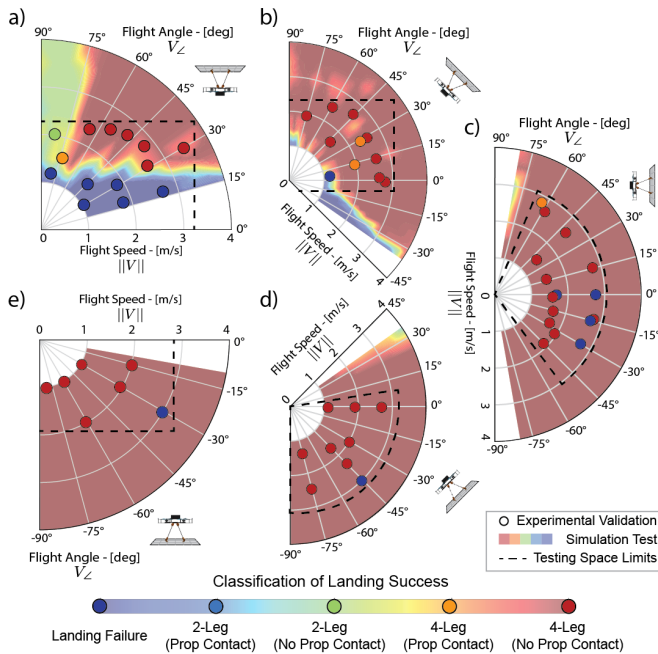 a)
Flight Angle - [deg]
V∠
90°
75°
60°
45°
30°
15°
0°
0
1
2
3
4
Flight Speed - [m/s]
||V||
b)
Flight Angle - [deg]
V∠
90°
75°
60°
45°
30°
15°
0°
-15°
-30°
-45°
0
1
2
3
4
Flight Speed - [m/s]
||V||
c)
Flight Angle - [deg]
V∠
90°
75°
60°
45°
30°
15°
0°
-15°
-30°
-45°
-60°
-75°
-90°
0
1
2
3
4
Flight Speed - [m/s]
||V||
d)
Flight Speed - [m/s]
||V||
0
1
2
3
4
45°
30°
15°
0°
-15°
-30°
-45°
-60°
-75°
-90°
e)
Flight Speed - [m/s]
||V||
0
1
2
3
4
0°
-15°
-30°
-45°
-60°
-75°
-90°
Flight Angle - [deg]
V∠
Experimental Validation
Simulation Test
Testing Space Limits
Classification of Landing Success
Landing Failure
2-Leg
(Prop Contact)
2-Leg
(No Prop Contact)
4-Leg
(Prop Contact)
4-Leg
(No Prop Contact)